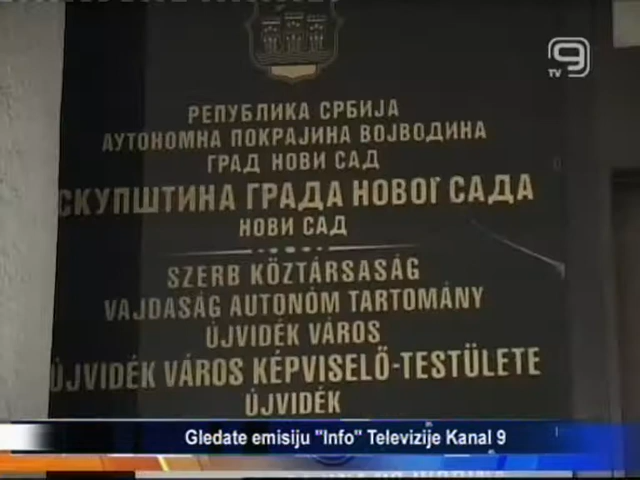 9
TV
РЕПУБЛИКА СРБИЈА
АУТОНОМНА ПОКРАЈИНА ВОЈВОДИНА
ГРАД НОВИ САД
СКУПШТИНА ГРАДА НОВОГ САДА
НОВИ САД
SZERB KÖZTÁRSASÁG
VAJDASÁG AUTONÓM TARTOMÁNY
ÚJVIDÉK VÁROS
ÚJVIDÉK VÁROS KÉPVISELŐ-TESTÜLETE
ÚJVIDÉK
Gledate emisiju "Info" Televizije Kanal 9